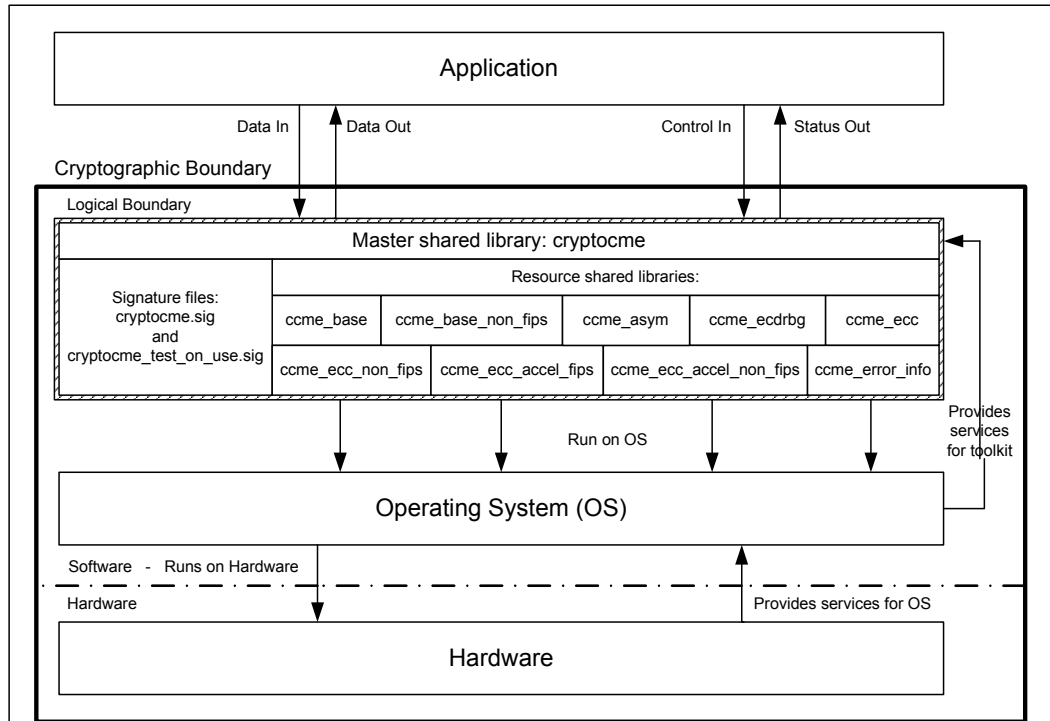 Application
Data In
Data Out
Control In
Status Out
Cryptographic Boundary
Logical Boundary
Master shared library: cryptocme
Signature files:
cryptocme.sig
and
cryptocme_test_on_use.sig
Resource shared libraries:
ccme_base
ccme_base_non_fips
ccme_asym
ccme_ecdrbg
ccme_ecc
ccme_ecc_non_fips
ccme_ecc_accel_fips
ccme_ecc_accel_non_fips
ccme_error_info
Run on OS
Provides
services
for toolkit
Operating System (OS)
Software - Runs on Hardware
Hardware
Provides services for OS
Hardware